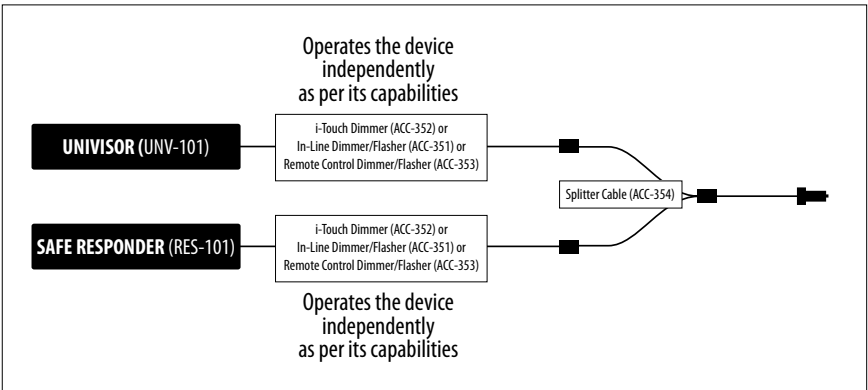 Operates the device
independently
as per its capabilities
UNIVISOR (UNV-101)
i-Touch Dimmer (ACC-352) or
In-Line Dimmer/Flasher (ACC-351) or
Remote Control Dimmer/Flasher (ACC-353)
Splitter Cable (ACC-354)
SAFE RESPONDER (RES-101)
i-Touch Dimmer (ACC-352) or
In-Line Dimmer/Flasher (ACC-351) or
Remote Control Dimmer/Flasher (ACC-353)
Operates the device
independently
as per its capabilities